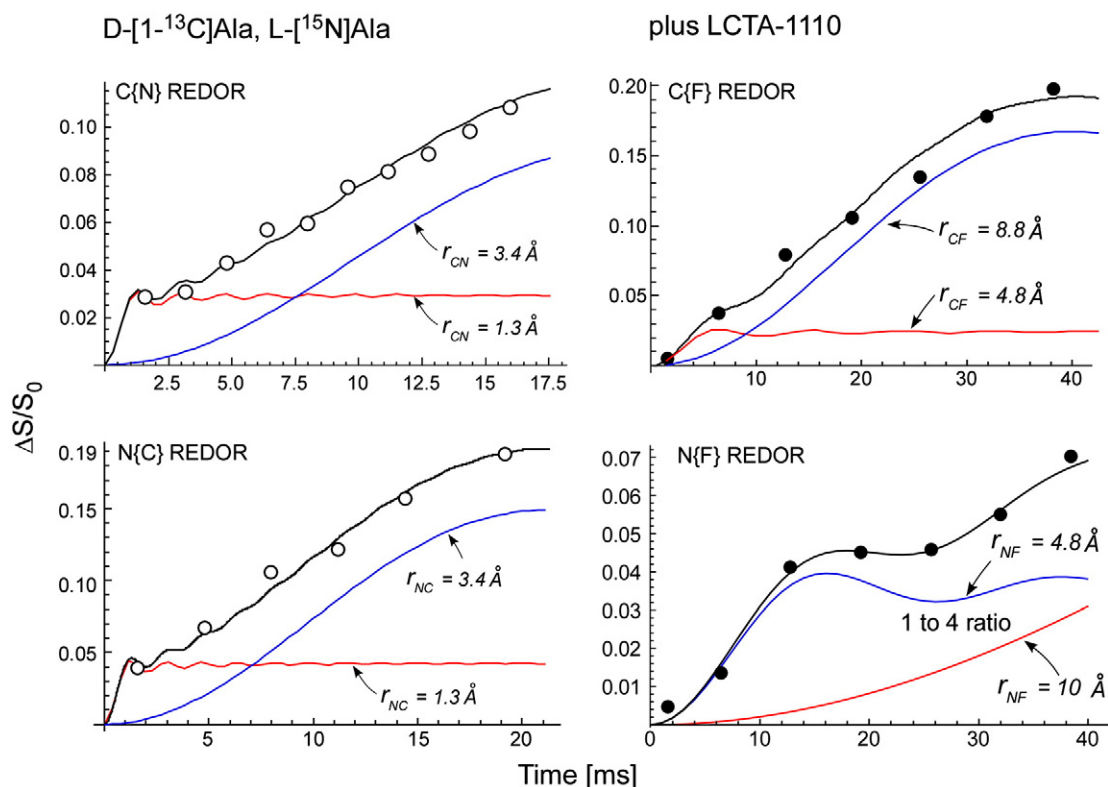 D-[1-¹³C]Ala, L-[¹⁵N]Ala
plus LCTA-1110
C{N} REDOR
0.10
0.08
0.06
0.04
0.02
r_CN = 3.4 Å
r_CN = 1.3 Å
2.5 5.0 7.5 10.0 12.5 15.0 17.5
C{F} REDOR
0.20
0.15
0.10
0.05
r_CF = 8.8 Å
r_CF = 4.8 Å
10 20 30 40
ΔS/S₀
N{C} REDOR
0.19
0.15
0.10
0.05
r_NC = 3.4 Å
r_NC = 1.3 Å
5 10 15 20
N{F} REDOR
0.07
0.06
0.05
0.04
0.03
0.02
0.01
r_NF = 4.8 Å
1 to 4 ratio
r_NF = 10 Å
0 10 20 30 40
Time [ms]